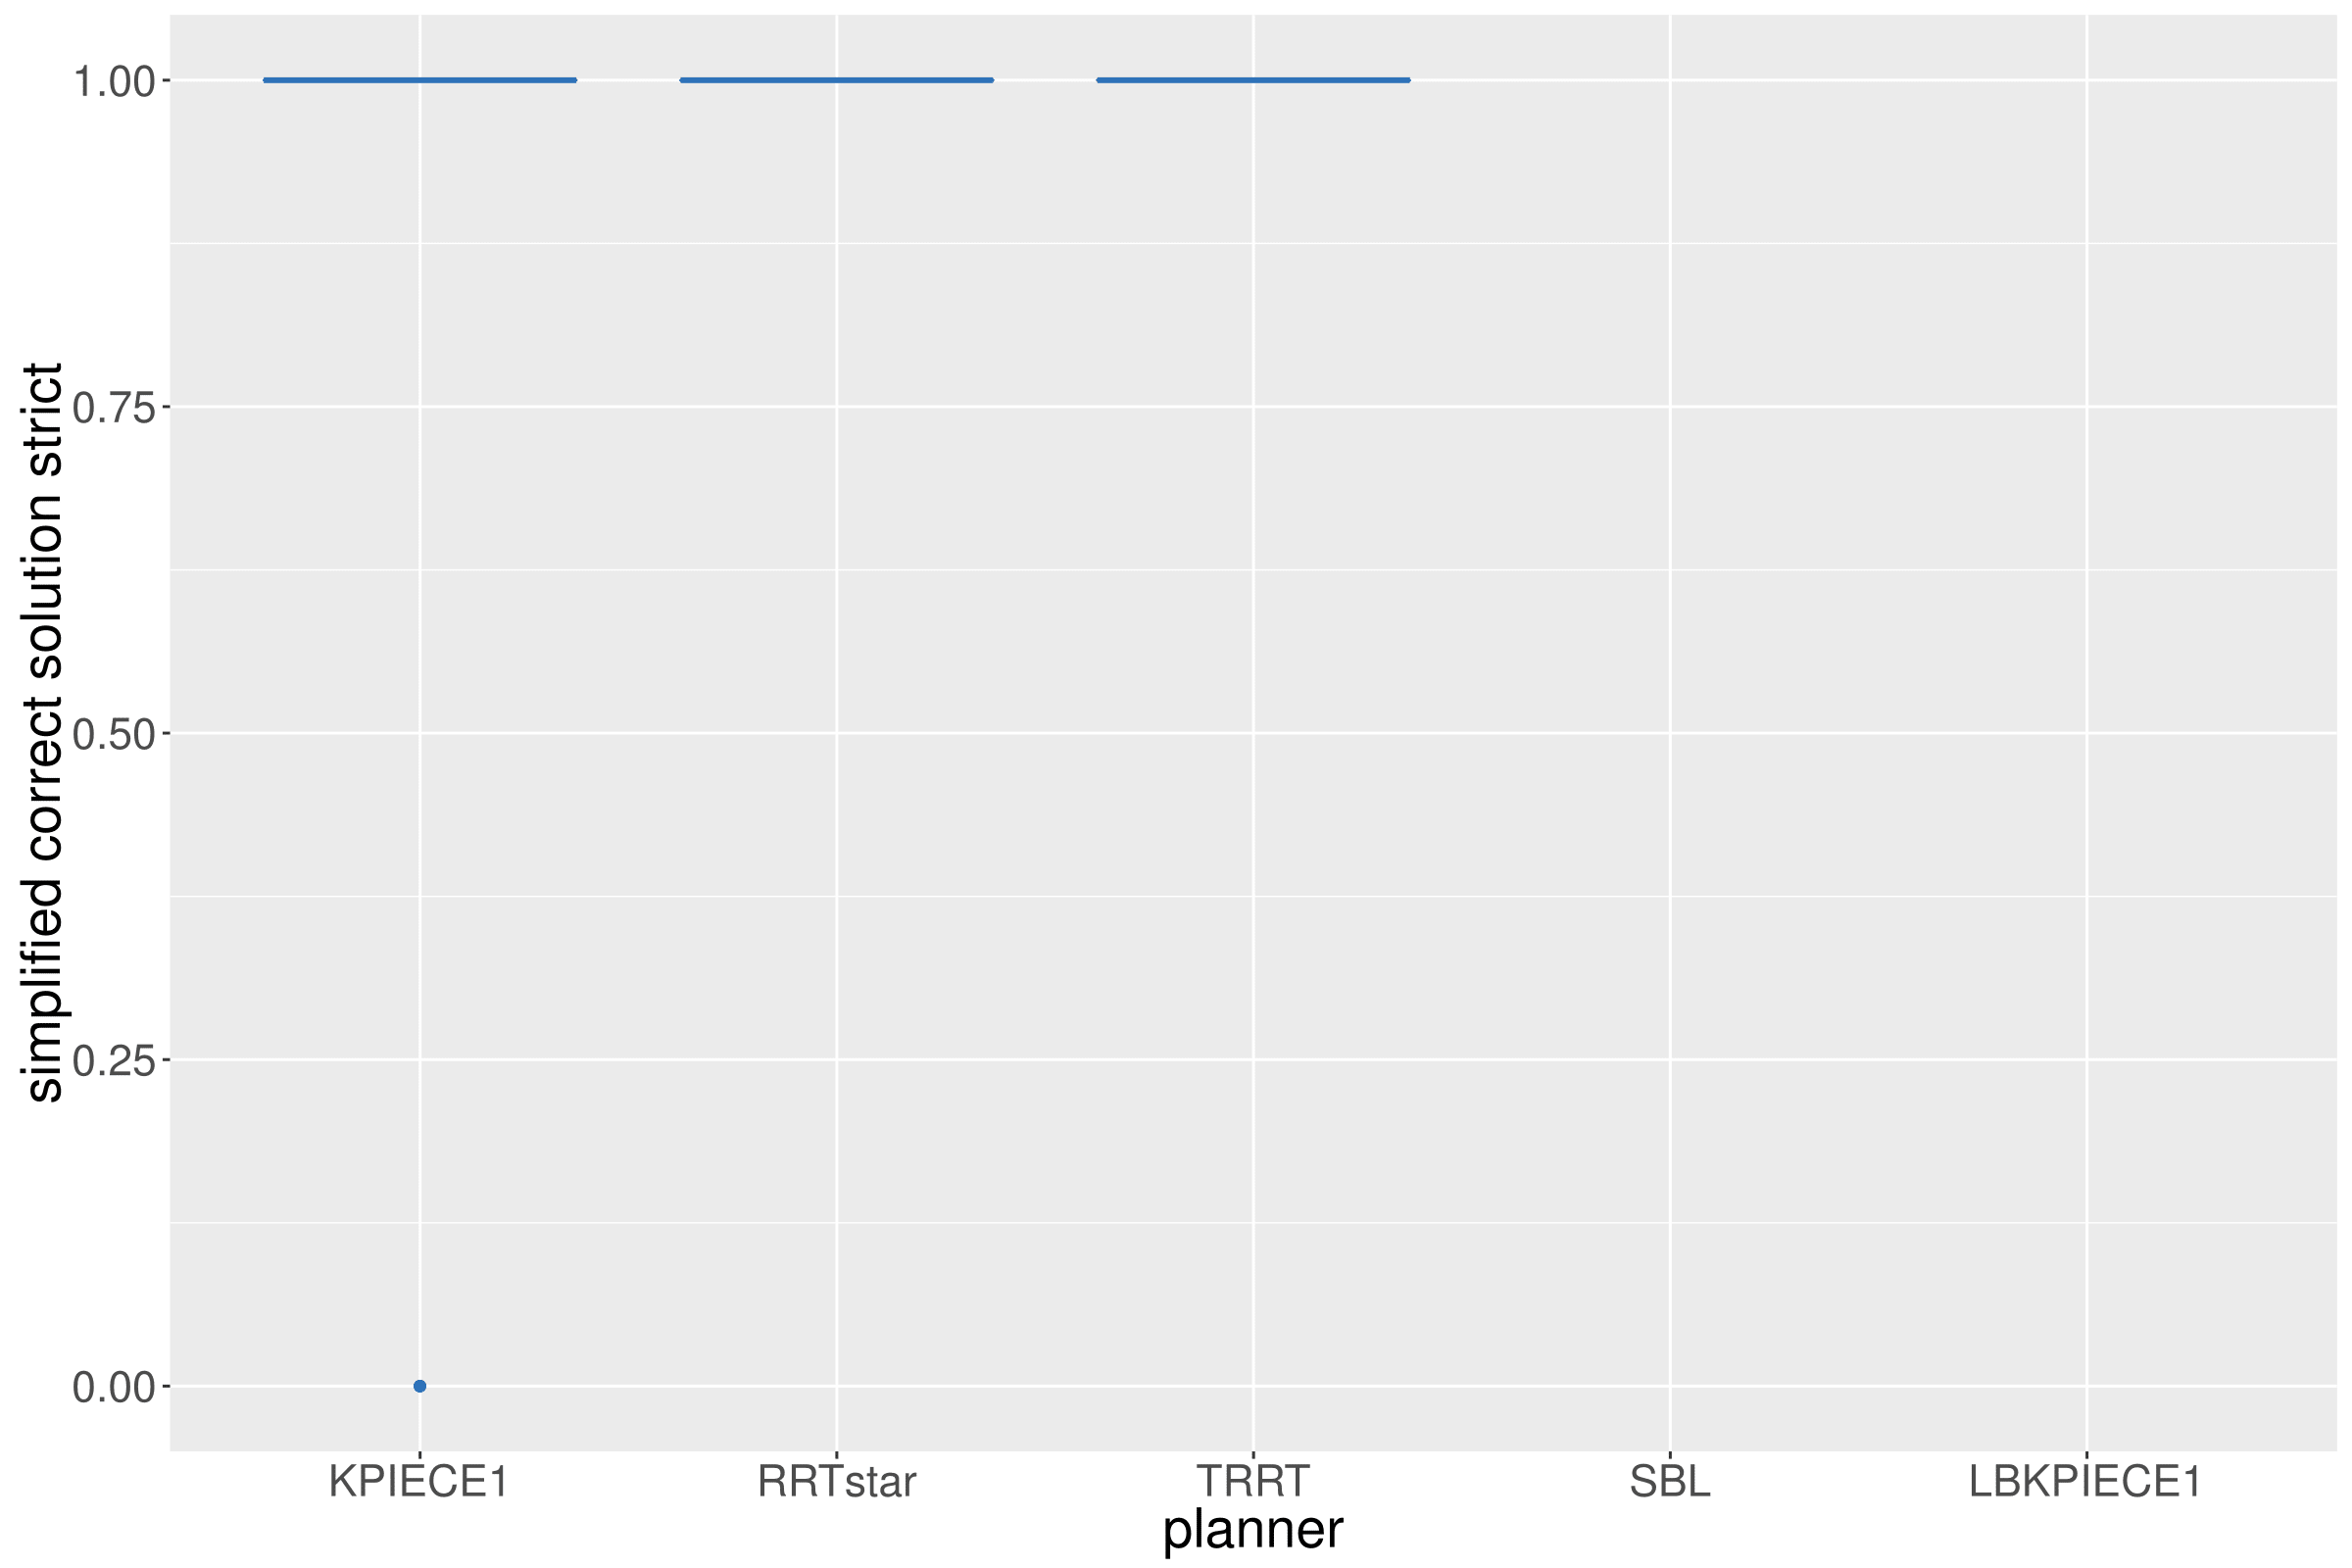 simplified correct solution strict
1.00
0.75
0.50
0.25
0.00
KPIECE1 RRTstar TRRT SBL LBKPIECE1
planner